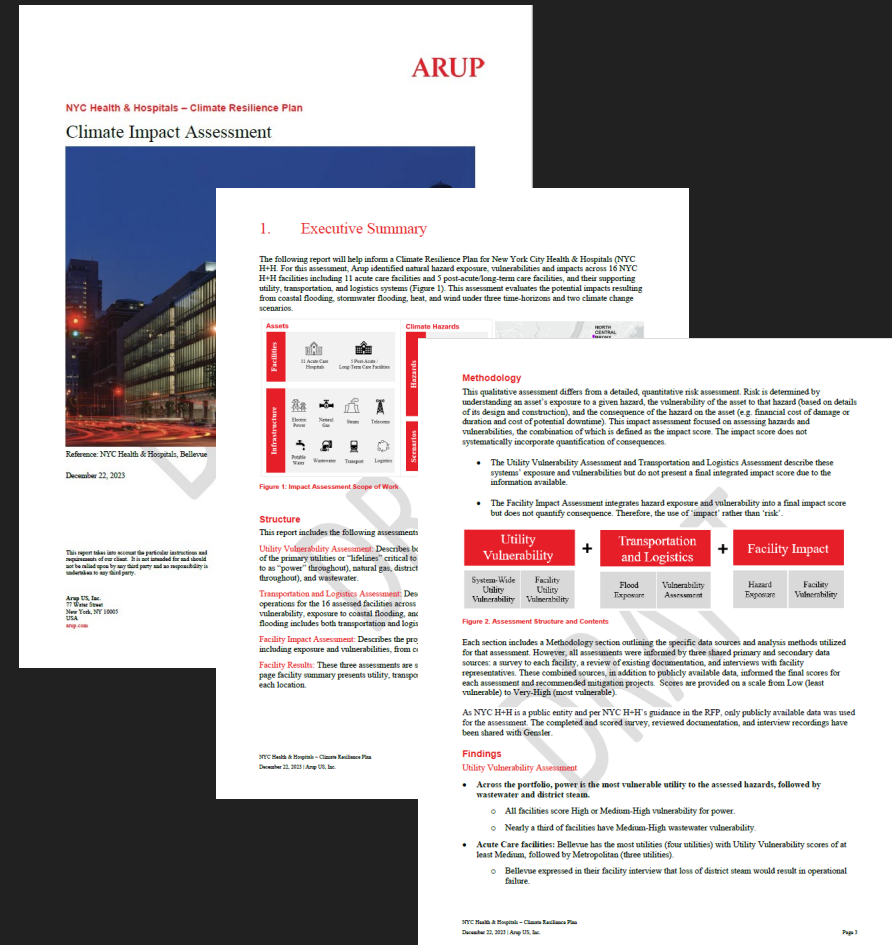 ARUP
NYC Health & Hospitals – Climate Resilience Plan
Climate Impact Assessment
Reference: NYC Health & Hospitals, Bellevue
December 22, 2023
This report takes into account the particular instructions and
requirements of our client. It is not intended for and should
not be relied upon by any third party and no responsibility is
undertaken to any third party.
Arup US, Inc.
77 Water Street
New York, NY 10005
USA
arup.com
1. Executive Summary
The following report will help inform a Climate Resilience Plan for New York City Health & Hospitals (NYC
H+H. For this assessment, Arup identified natural hazard exposure, vulnerabilities and impacts across 16 NYC
H+H facilities including 11 acute care facilities and 5 post-acute/long-term care facilities, and their supporting
utility, transportation, and logistics systems (Figure 1). This assessment evaluates the potential impacts resulting
from coastal flooding, stormwater flooding, heat, and wind under three time-horizons and two climate change
scenarios.
Assets
Climate Hazards
NORTH
CENTRAL
BRONX
Facilities
11 Acute Care
Hospitals
5 Post-Acute /
Long-Term Care Facilities
Hazards
Infrastructure
Electric
Power
Natural
Gas
Steam
Telecoms
Potable
Water
Wastewater
Transport
Logistics
Scenarios
Figure 1: Impact Assessment Scope of Work
Structure
This report includes the following assessments
Utility Vulnerability Assessment: Describes
of the primary utilities or “lifelines” critical to
to as “power” throughout), natural gas, district
throughout), and wastewater.
Transportation and Logistics Assessment:
operations for the 16 assessed facilities across
vulnerability, exposure to coastal flooding,
flooding includes both transportation and
Facility Impact Assessment: Describes the
including exposure and vulnerabilities, from
Facility Results: These three assessments are
page facility summary presents utility,
each location.
NYC Health & Hospitals – Climate Resilience Plan
December 22, 2023 | Arup US, Inc.
Methodology
This qualitative assessment differs from a detailed, quantitative risk assessment. Risk is determined by
understanding an asset’s exposure to a given hazard, the vulnerability of the asset to that hazard (based on details
of its design and construction), and the consequence of the hazard on the asset (e.g. financial cost of damage or
duration and cost of potential downtime). This impact assessment focused on assessing hazards and
vulnerabilities, the combination of which is defined as the impact score. The impact score does not
systematically incorporate quantification of consequences.
• The Utility Vulnerability Assessment and Transportation and Logistics Assessment describe these
systems’ exposure and vulnerabilities but do not present a final integrated impact score due to the
information available.
• The Facility Impact Assessment integrates hazard exposure and vulnerability into a final impact score
but does not quantify consequence. Therefore, the use of ‘impact’ rather than ‘risk’.
Utility
Vulnerability
+
Transportation
and Logistics
+
Facility Impact
System-Wide
Utility
Vulnerability
Facility
Utility
Vulnerability
Flood
Exposure
Vulnerability
Assessment
Hazard
Exposure
Facility
Vulnerability
Figure 2. Assessment Structure and Contents
Each section includes a Methodology section outlining the specific data sources and analysis methods utilized
for that assessment. However, all assessments were informed by three shared primary and secondary data
sources: a survey to each facility, a review of existing documentation, and interviews with facility
representatives. These combined sources, in addition to publicly available data, informed the final scores for
each assessment and recommended mitigation projects. Scores are provided on a scale from Low (least
vulnerable) to Very-High (most vulnerable).
As NYC H+H is a public entity and per NYC H+H’s guidance in the RFP, only publicly available data was used
for the assessment. The completed and scored survey, reviewed documentation, and interview recordings have
been shared with Gensler.
Findings
Utility Vulnerability Assessment
• Across the portfolio, power is the most vulnerable utility to the assessed hazards, followed by
wastewater and district steam.
o All facilities score High or Medium-High vulnerability for power.
o Nearly a third of facilities have Medium-High wastewater vulnerability.
• Acute Care facilities: Bellevue has the most utilities (four utilities) with Utility Vulnerability scores of at
least Medium, followed by Metropolitan (three utilities).
o Bellevue expressed in their facility interview that loss of district steam would result in operational
failure.
NYC Health & Hospitals – Climate Resilience Plan
December 22, 2023 | Arup US, Inc.
Page 3
DRAFT